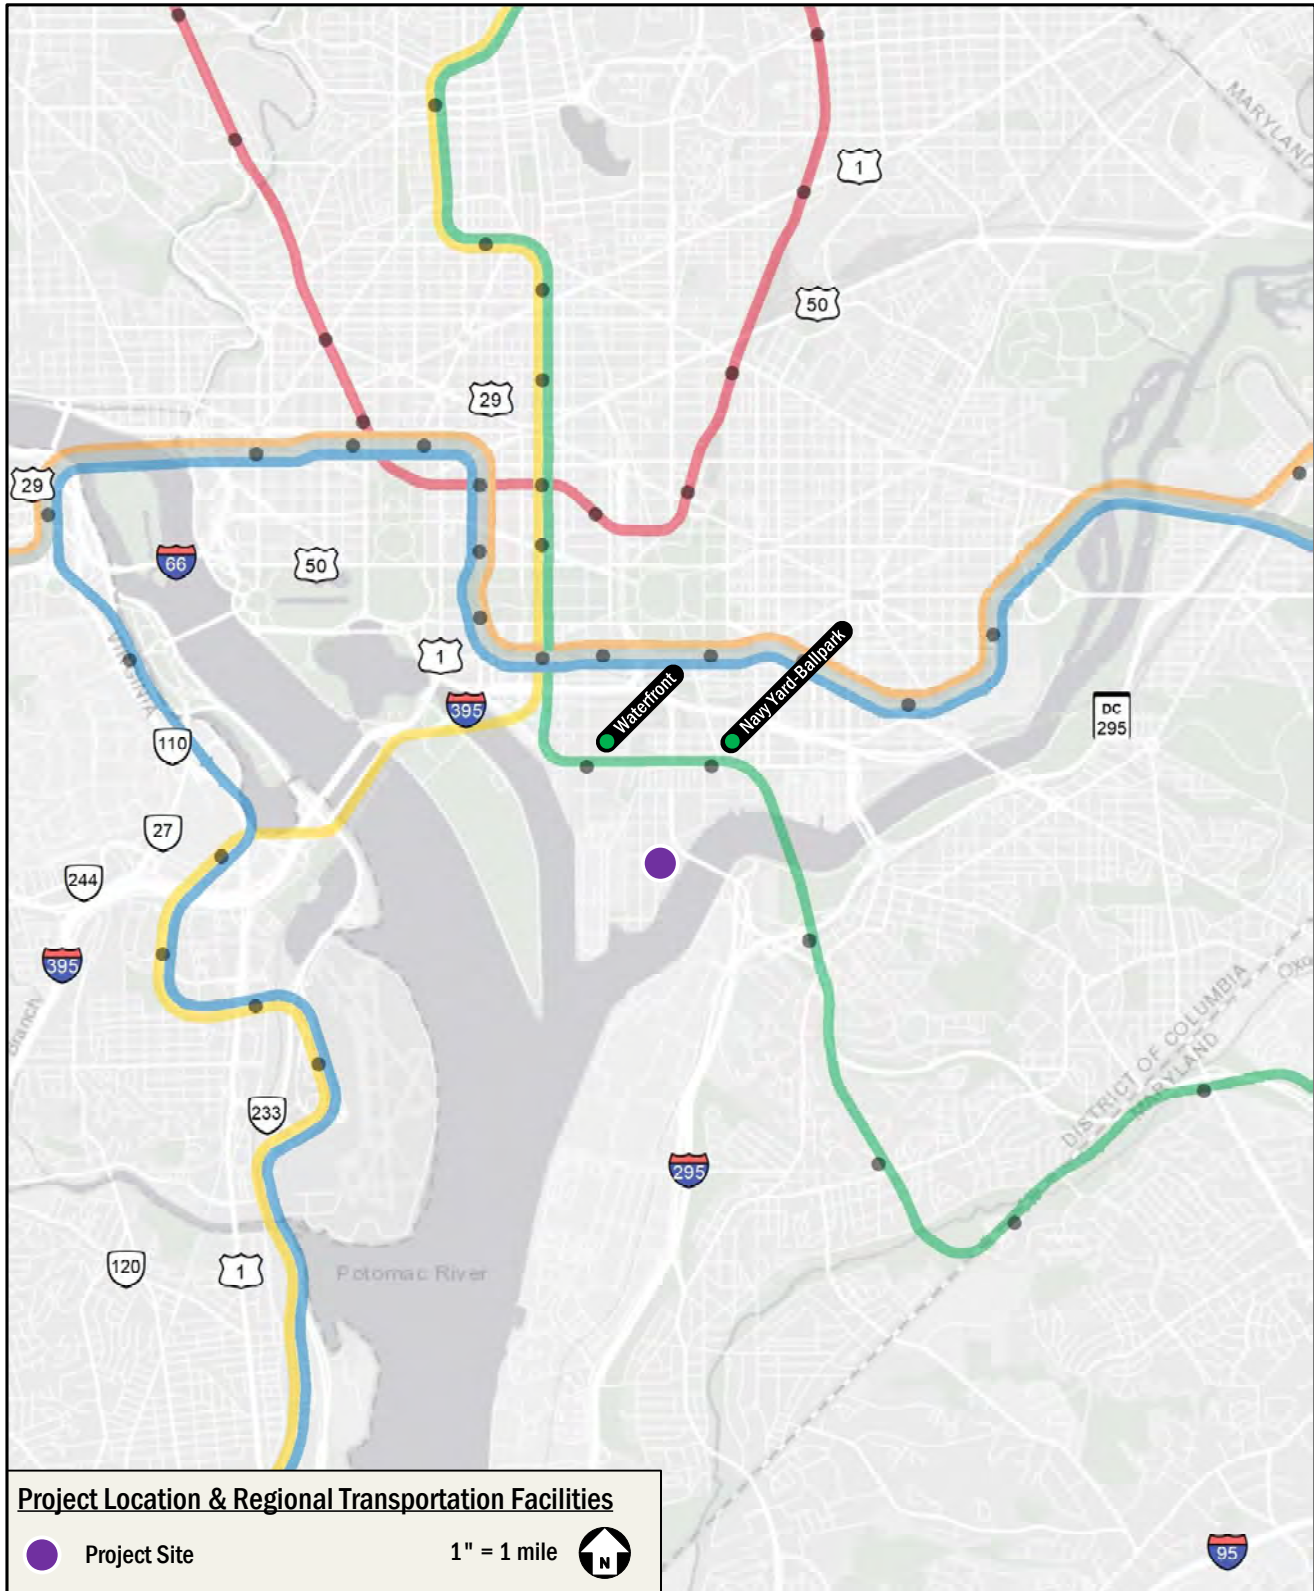 MARYLAND
1
50
29
29
66
50
1
395
Waterfront
Navy Yard-Ballpark
DC
295
VIRGINIA
110
27
244
395
Branch
Oxo
DISTRICT OF COLUMBIA
MARYLAND
233
295
120
1
Potomac River
Project Location & Regional Transportation Facilities
Project Site
1" = 1 mile
N
95